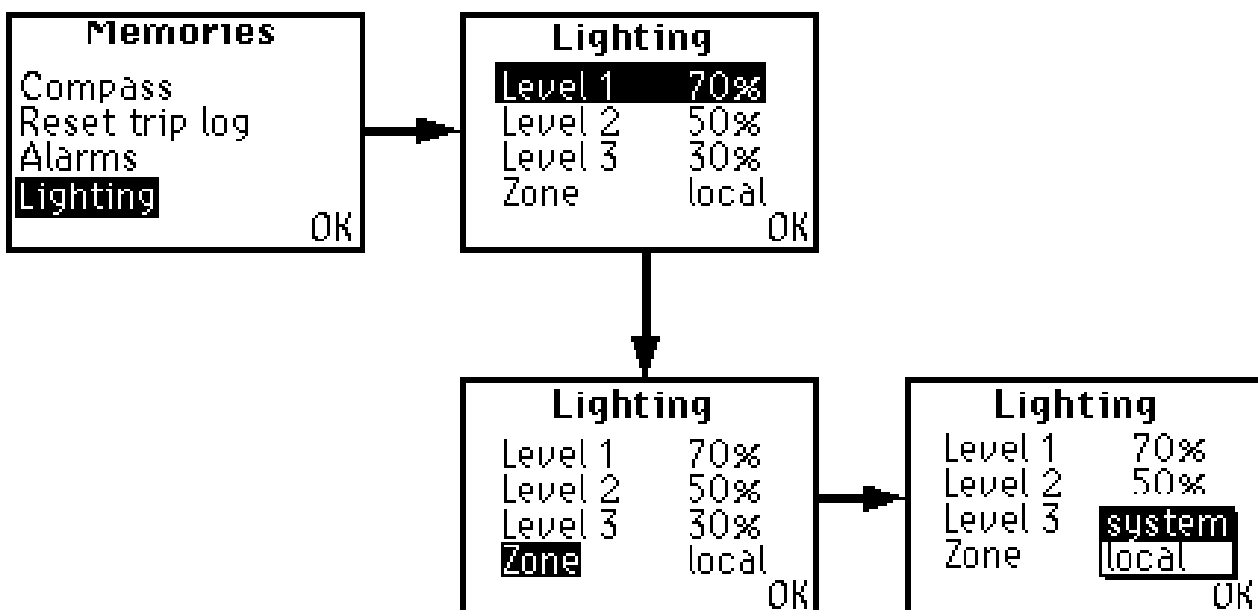 Memories
Compass
Reset trip log
Alarms
Lighting
OK
Lighting
Level 1 70%
Level 2 50%
Level 3 30%
Zone local
OK
Lighting
Level 1 70%
Level 2 50%
Level 3 30%
Zone local
OK
Lighting
Level 1 70%
Level 2 50%
Level 3 system
Zone local
OK